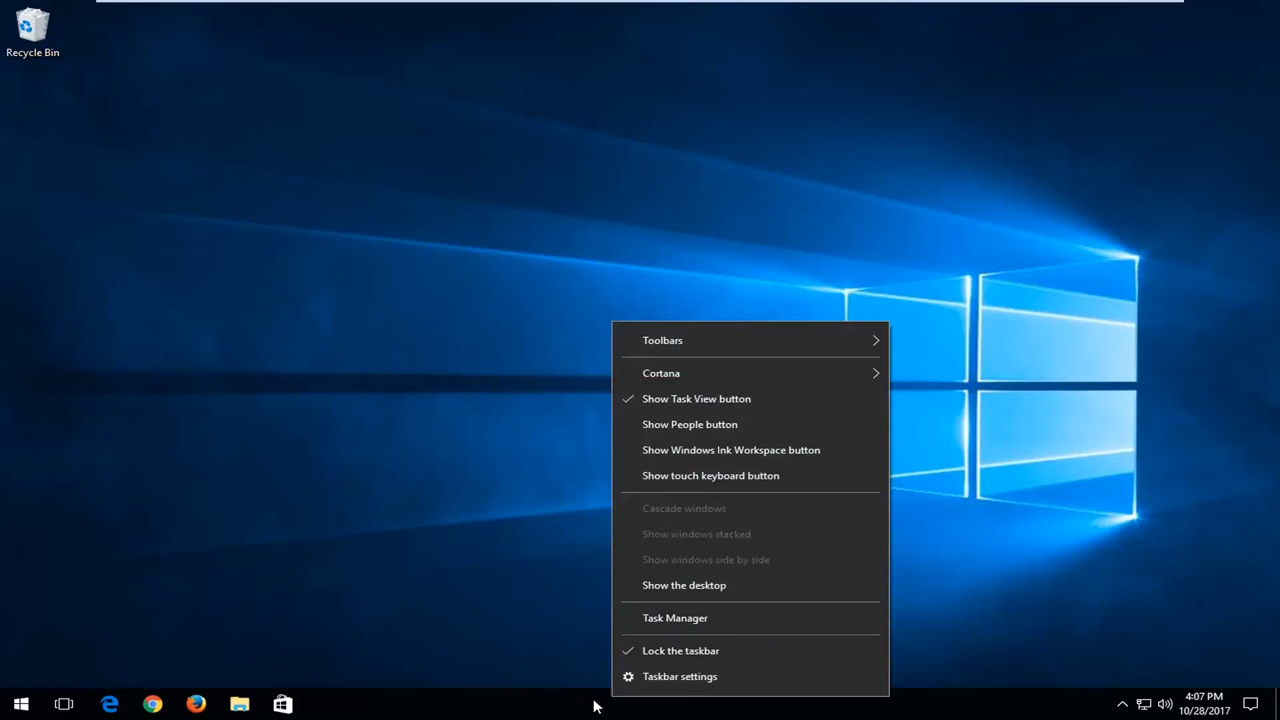 Recycle Bin
Toolbars
Cortana
Show Task View button
Show People button
Show Windows Ink Workspace button
Show touch keyboard button
Cascade windows
Show windows stacked
Show windows side by side
Show the desktop
Task Manager
Lock the taskbar
Taskbar settings
4:07 PM
10/28/2017